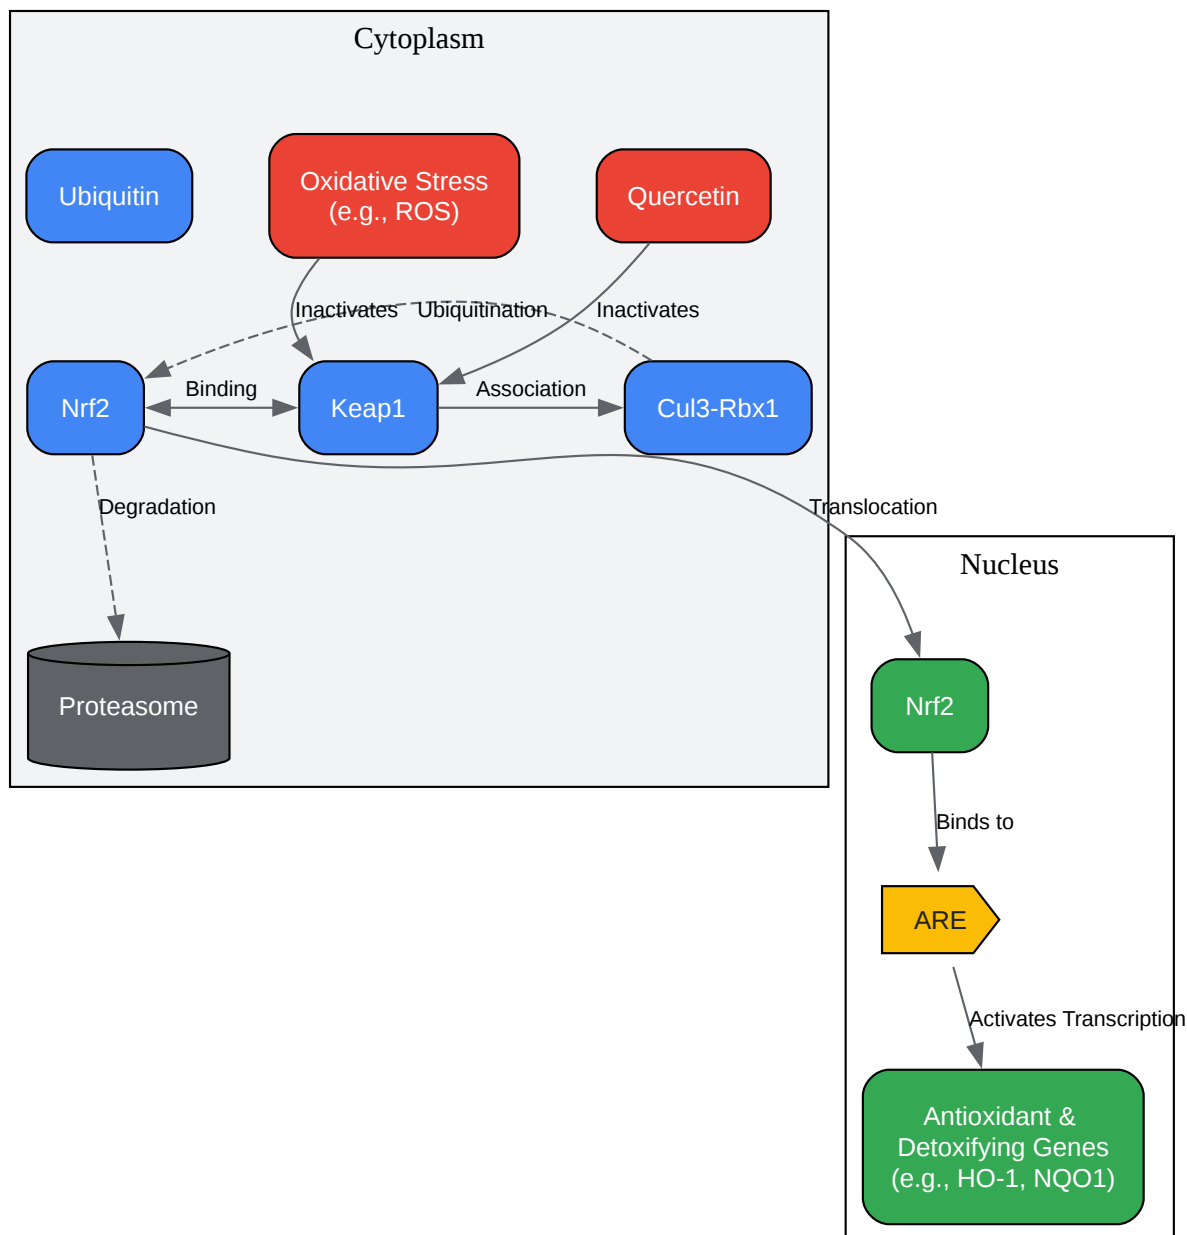 Cytoplasm
Ubiquitin
Oxidative Stress
(e.g., ROS)
Quercetin
Inactivates
Ubiquitination
Inactivates
Nrf2
Binding
Keap1
Association
Cul3-Rbx1
Degradation
Translocation
Proteasome
Nucleus
Nrf2
Binds to
ARE
Activates Transcription
Antioxidant &
Detoxifying Genes
(e.g., HO-1, NQO1)